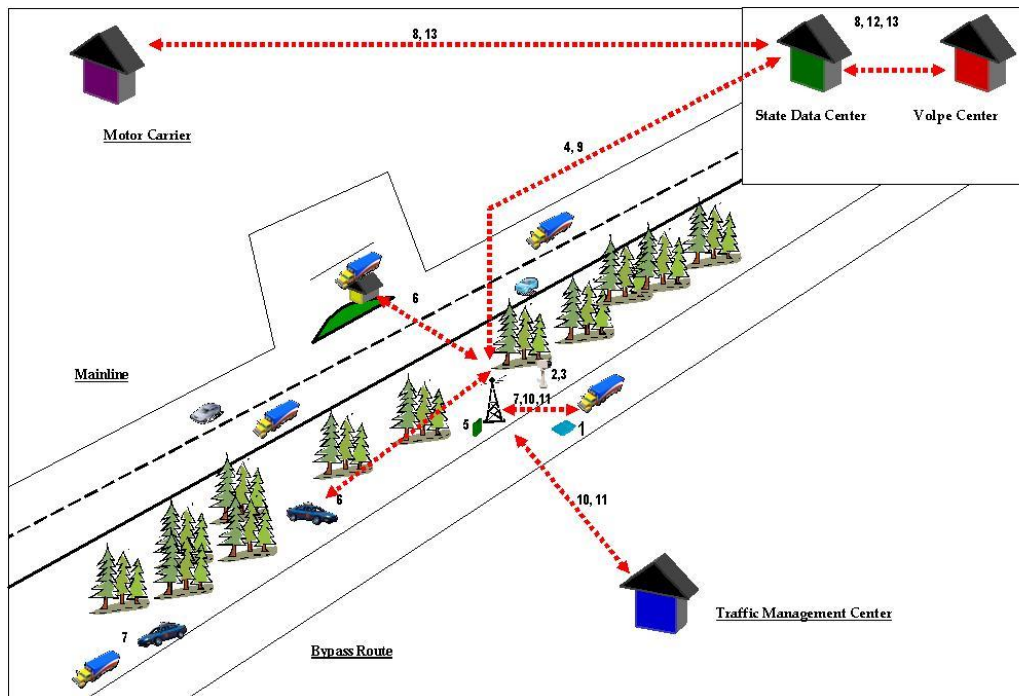 8, 13
8, 12, 13
Motor Carrier
State Data Center
Volpe Center
4, 9
6
Mainline
2,3
7,10,11
5
1
6
10, 11
Traffic Management Center
7
Bypass Route